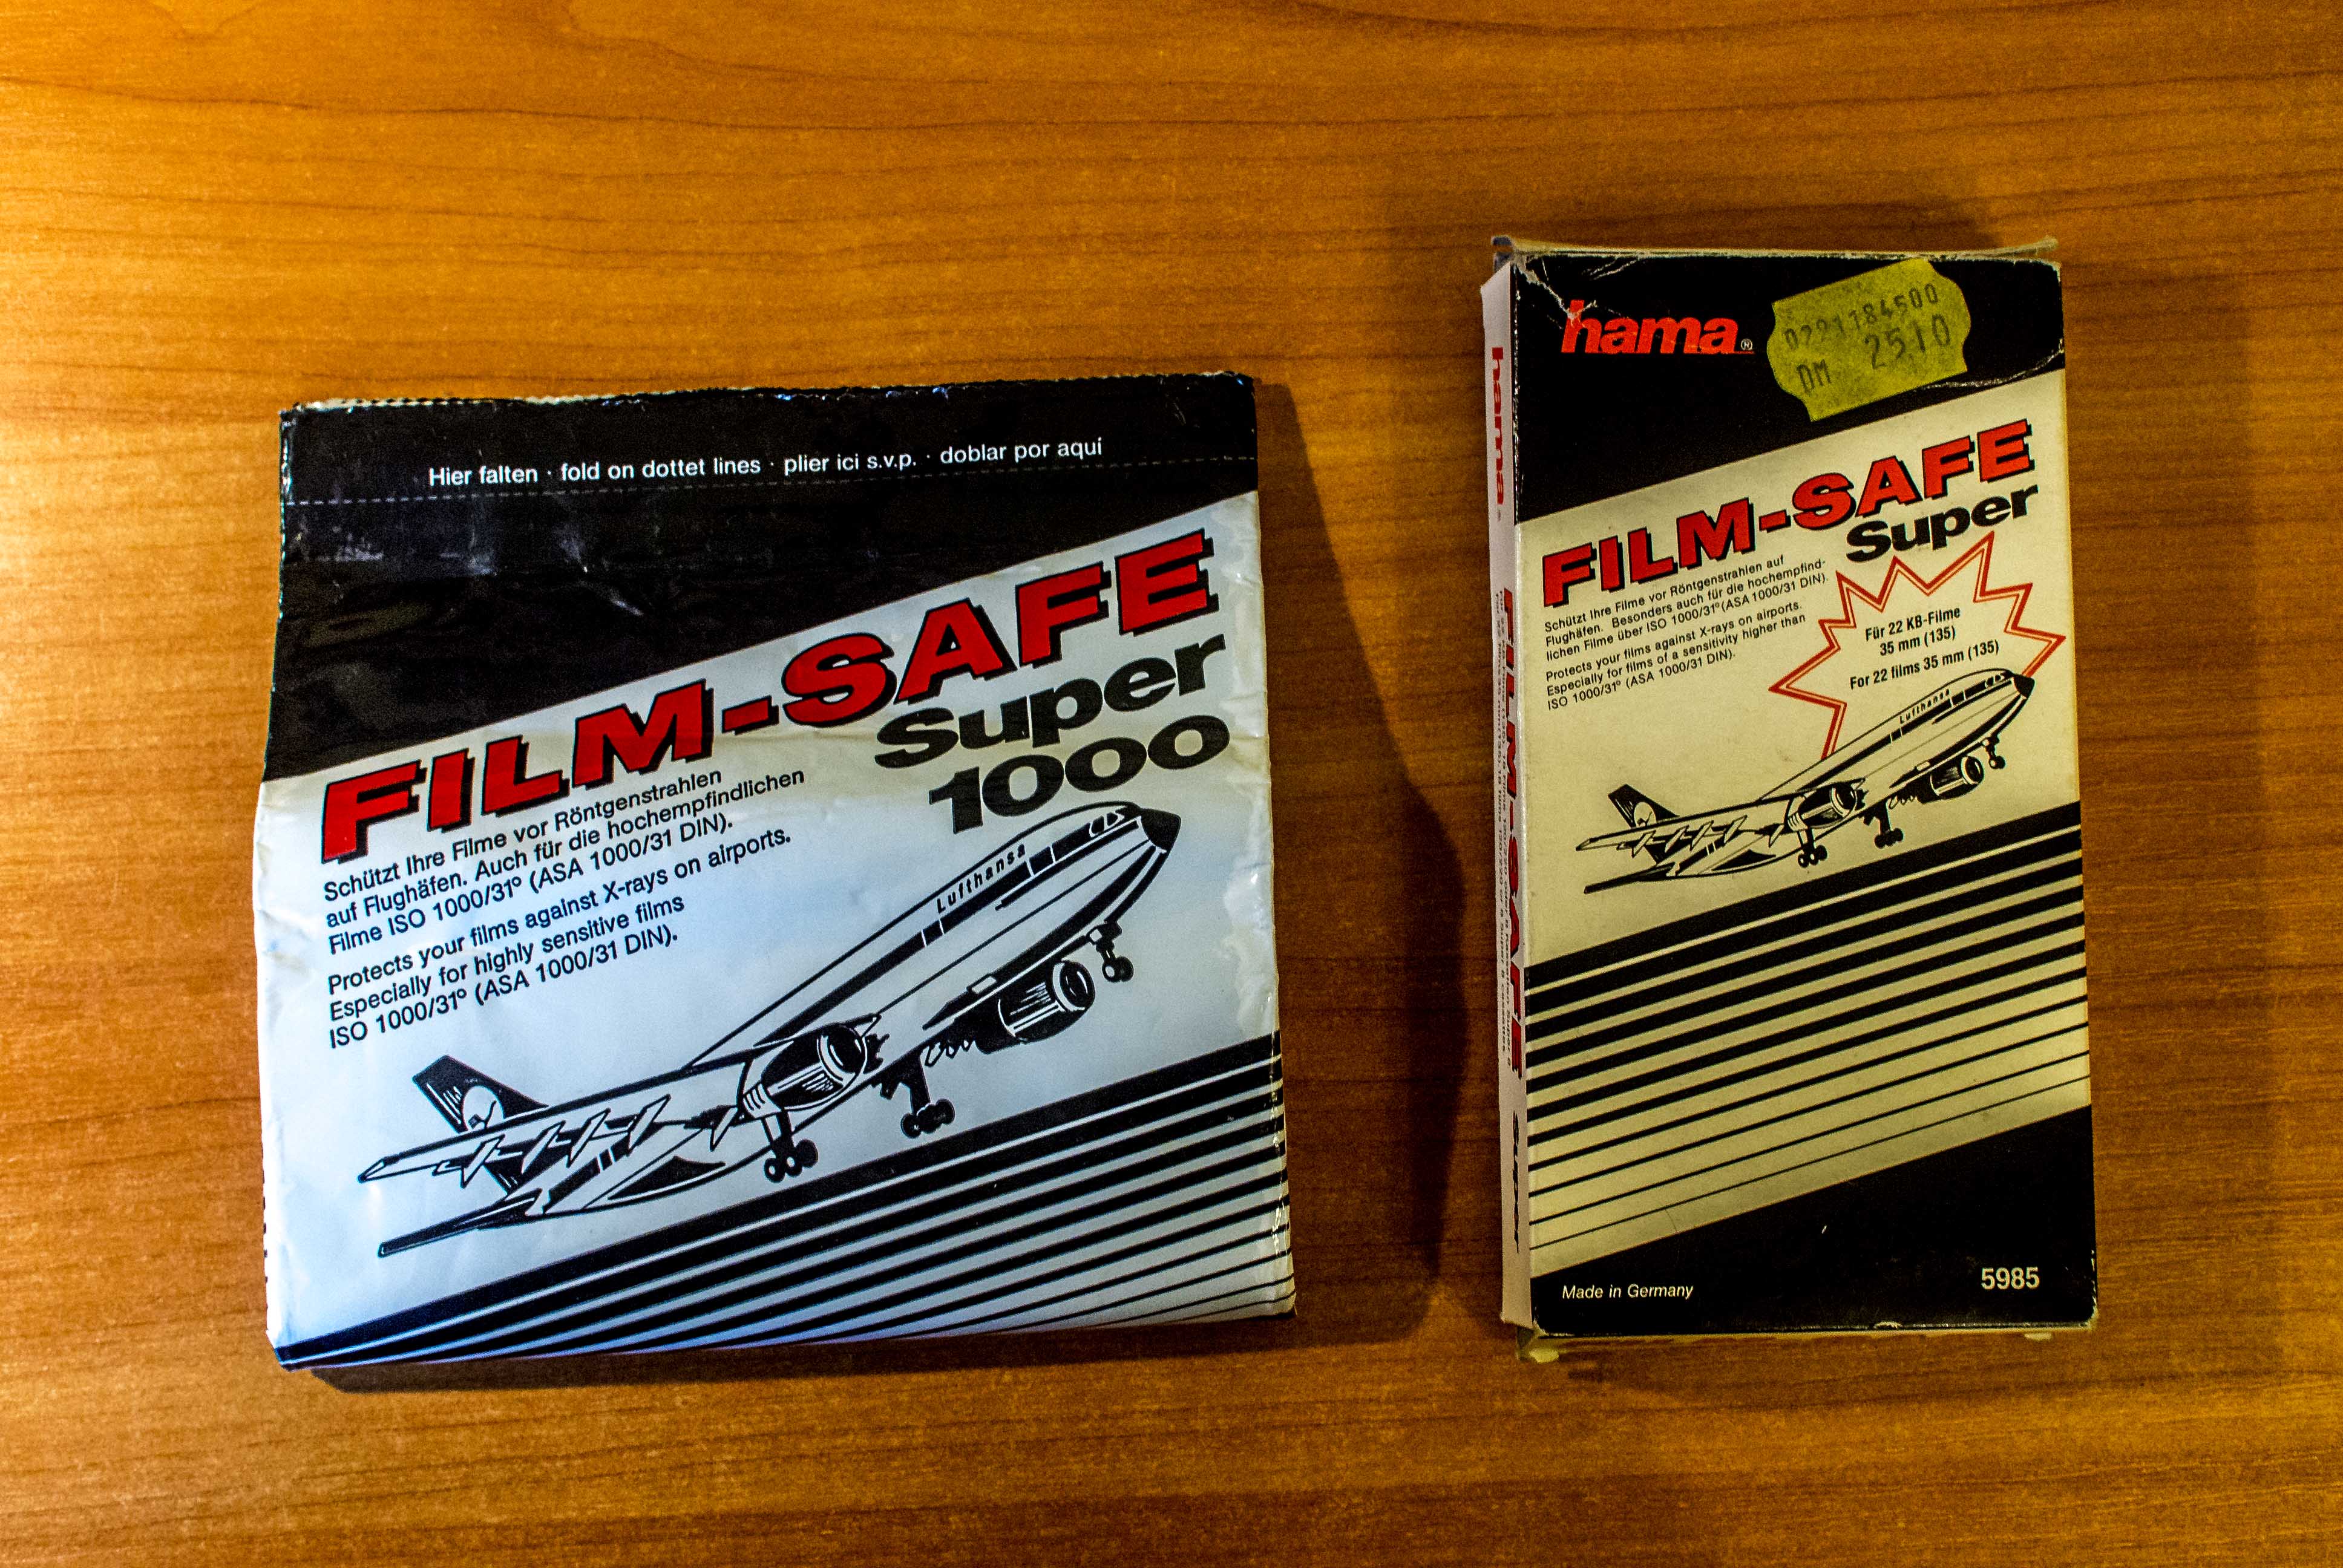 Hier falten · fold on dottet lines · plier ici s.v.p. · doblar por aquí
FILM-SAFE
Super
1000
Schützt Ihre Filme vor Röntgenstrahlen
auf Flughäfen. Auch für die hochempfindlichen
Filme ISO 1000/31° (ASA 1000/31 DIN).
Protects your films against X-rays on airports.
Especially for highly sensitive films
ISO 1000/31° (ASA 1000/31 DIN).
Lufthansa
hama®
0221184500
DM 2510
FILM-SAFE
Super
Schützt Ihre Filme vor Röntgenstrahlen auf
Flughäfen. Besonders auch für die hochempfind-
lichen Filme über ISO 1000/31° (ASA 1000/31 DIN).
Protects your films against X-rays on airports.
Especially for films of a sensitivity higher than
ISO 1000/31° (ASA 1000/31 DIN).
Für 22 KB-Filme
35 mm (135)
For 22 films 35 mm (135)
Lufthansa
Made in Germany
5985
hama
FILM-SAFE
Super